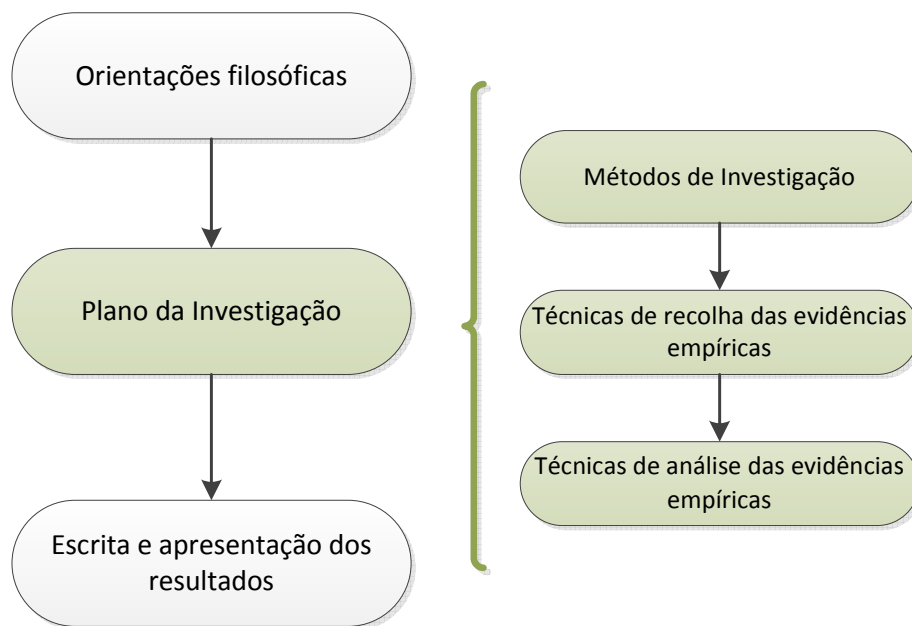 Orientações filosóficas
Plano da Investigação
Escrita e apresentação dos
resultados
Métodos de Investigação
Técnicas de recolha das evidências
empíricas
Técnicas de análise das evidências
empíricas